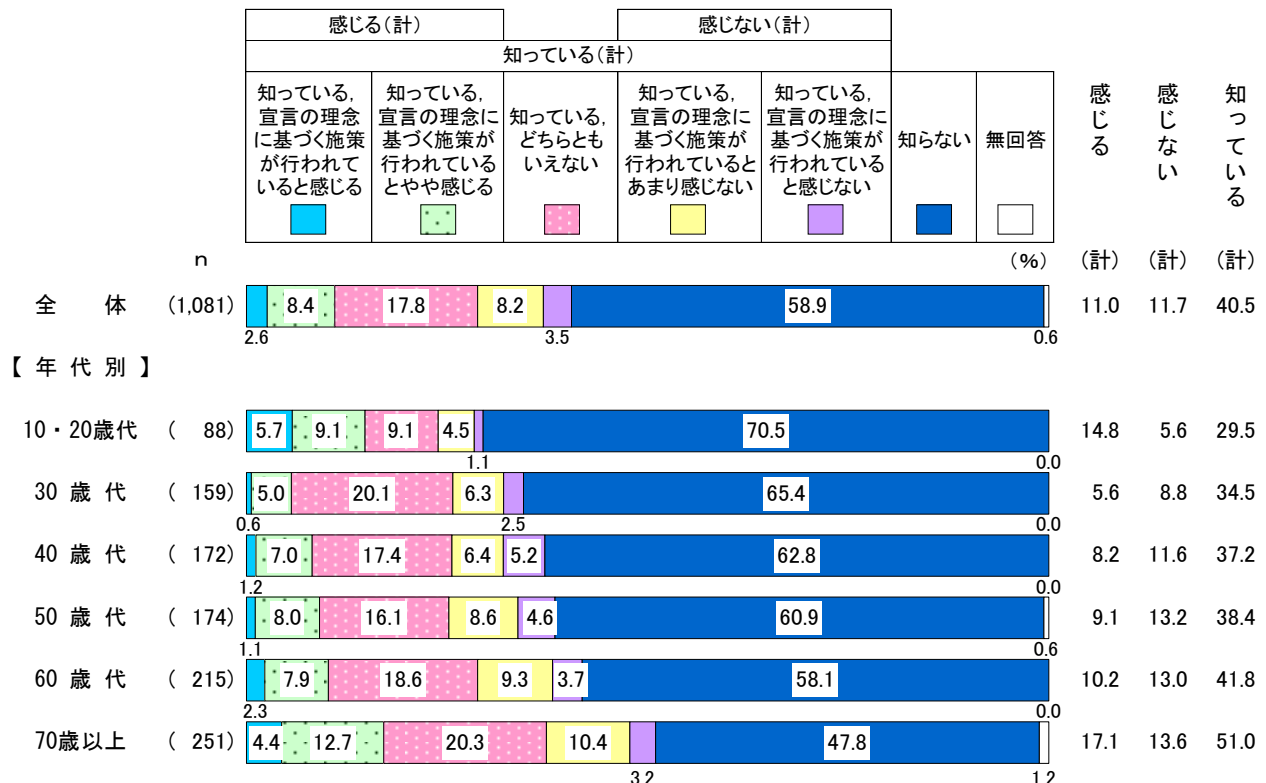 感じる(計)
感じない(計)
知っている(計)
知っている,
宣言の理念
に基づく施策
が行われて
いると感じる
知っている,
宣言の理念に
基づく施策が
行われている
とやや感じる
知っている,
どちらとも
いえない
知っている,
宣言の理念に
基づく施策が
行われていると
あまり感じない
知っている,
宣言の理念に
基づく施策が
行われている
と感じない
知らない
無回答
感じる
感じない
知っている
n
(%) (計) (計) (計)
全 体 (1,081) 8.4 17.8 8.2 58.9 11.0 11.7 40.5
2.6 3.5 0.6
【 年 代 別 】
10・20歳代 ( 88) 5.7 9.1 9.1 4.5 70.5 14.8 5.6 29.5
1.1 0.0
30 歳 代 ( 159) 5.0 20.1 6.3 65.4 5.6 8.8 34.5
0.6 2.5 0.0
40 歳 代 ( 172) 7.0 17.4 6.4 5.2 62.8 8.2 11.6 37.2
1.2 0.0
50 歳 代 ( 174) 8.0 16.1 8.6 4.6 60.9 9.1 13.2 38.4
1.1 0.6
60 歳 代 ( 215) 7.9 18.6 9.3 3.7 58.1 10.2 13.0 41.8
2.3 0.0
70歳以上 ( 251) 4.4 12.7 20.3 10.4 47.8 17.1 13.6 51.0
3.2 1.2